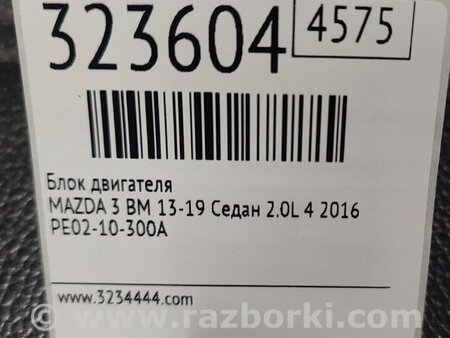 323604 4575
Блок двигателя
MAZDA 3 BM 13-19 Седан 2.0L 4 2016
PE02-10-300A
www.3234444.com
www.razborki.com